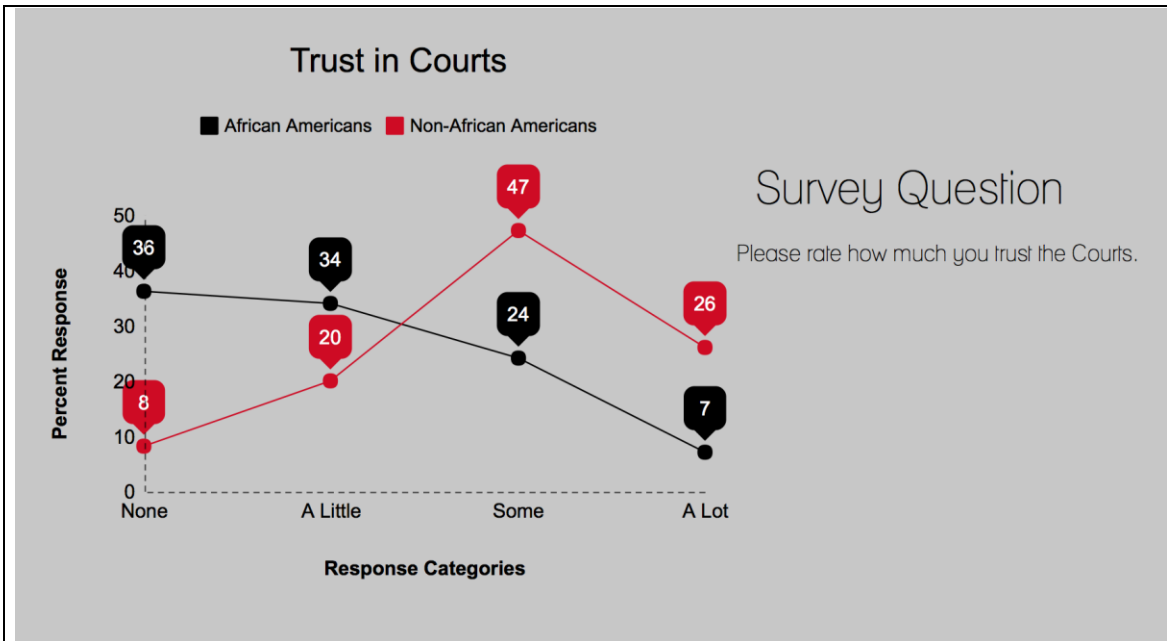 Trust in Courts
African Americans Non-African Americans
Survey Question
Please rate how much you trust the Courts.
Percent Response
50
40
30
20
10
0
36
34
24
7
8
20
47
26
None A Little Some A Lot
Response Categories